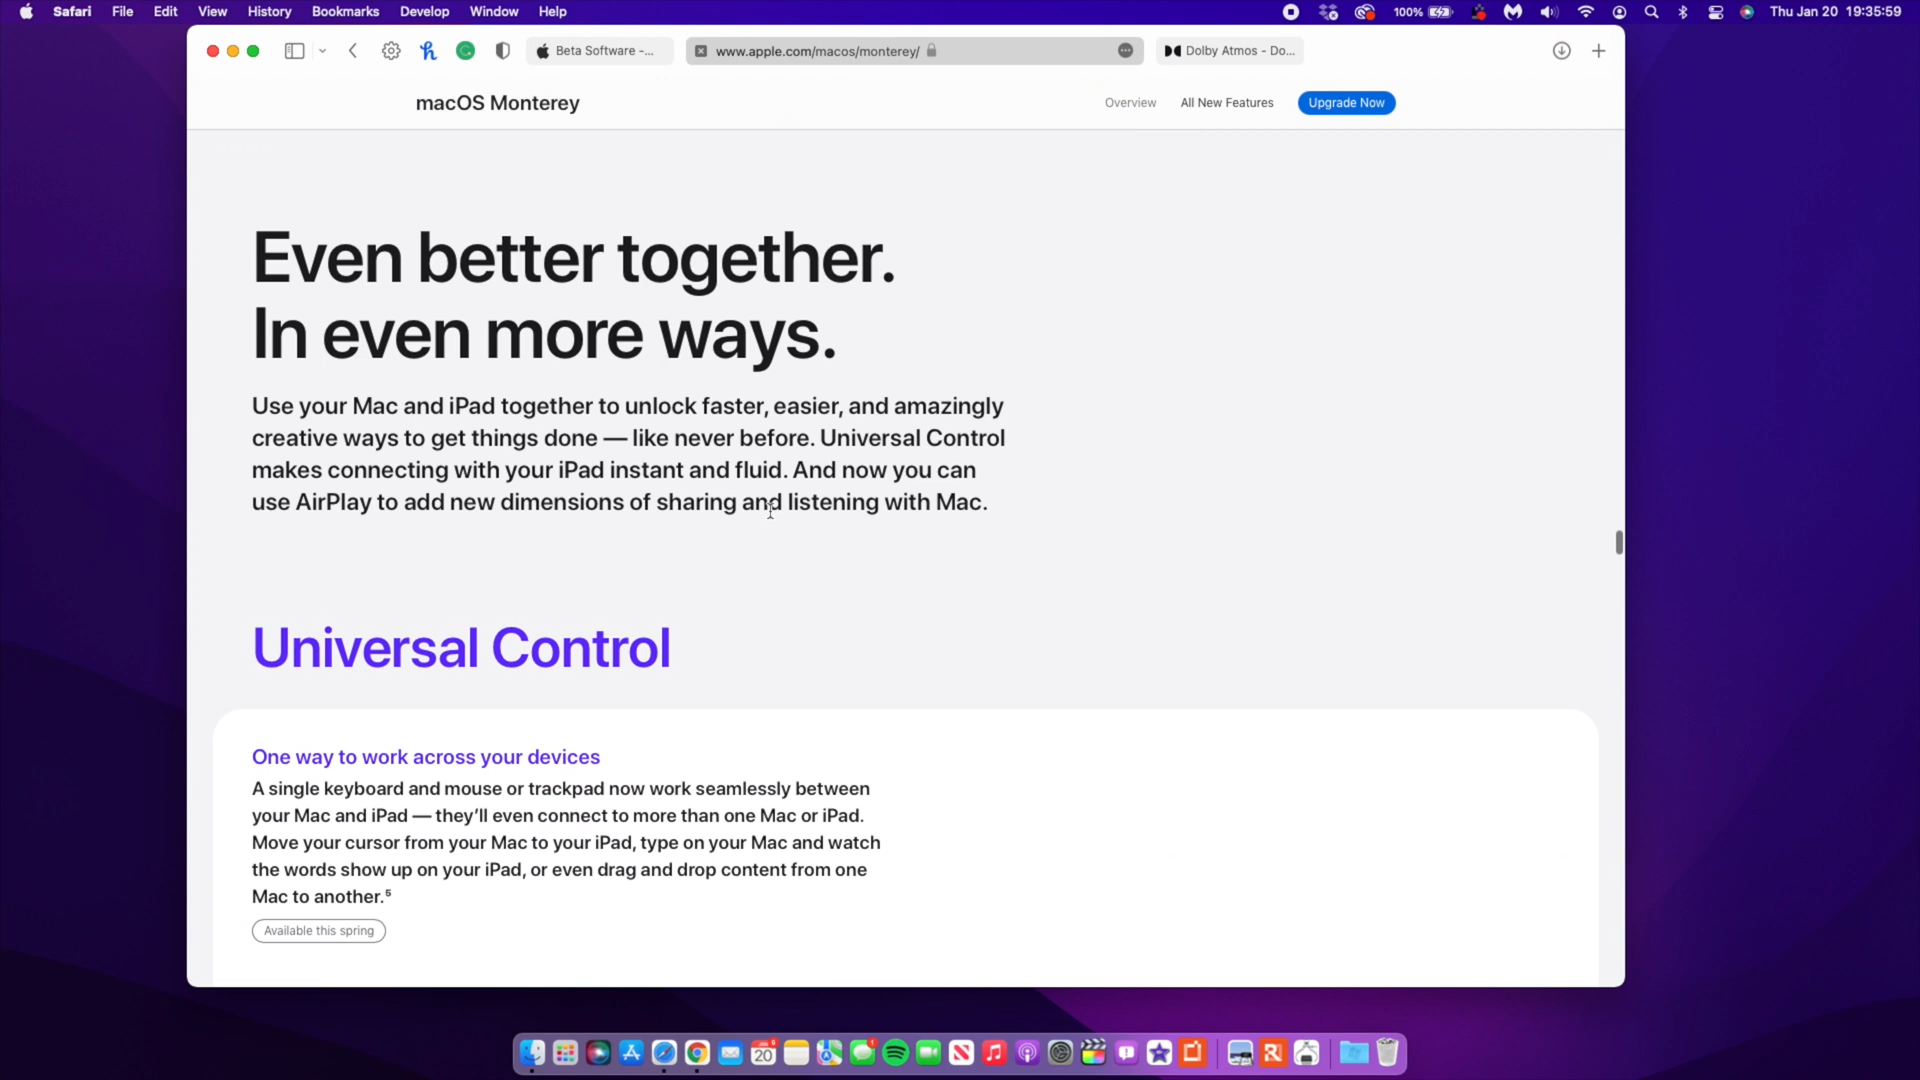 Safari File Edit View History Bookmarks Develop Window Help 100% Thu Jan 20 19:35:59
Beta Software -... www.apple.com/macos/monterey/ Dolby Atmos - Do...
macOS Monterey Overview All New Features Upgrade Now
Even better together.
In even more ways.
Use your Mac and iPad together to unlock faster, easier, and amazingly
creative ways to get things done — like never before. Universal Control
makes connecting with your iPad instant and fluid. And now you can
use AirPlay to add new dimensions of sharing and listening with Mac.
Universal Control
One way to work across your devices
A single keyboard and mouse or trackpad now work seamlessly between
your Mac and iPad — they’ll even connect to more than one Mac or iPad.
Move your cursor from your Mac to your iPad, type on your Mac and watch
the words show up on your iPad, or even drag and drop content from one
Mac to another.⁵
Available this spring
20